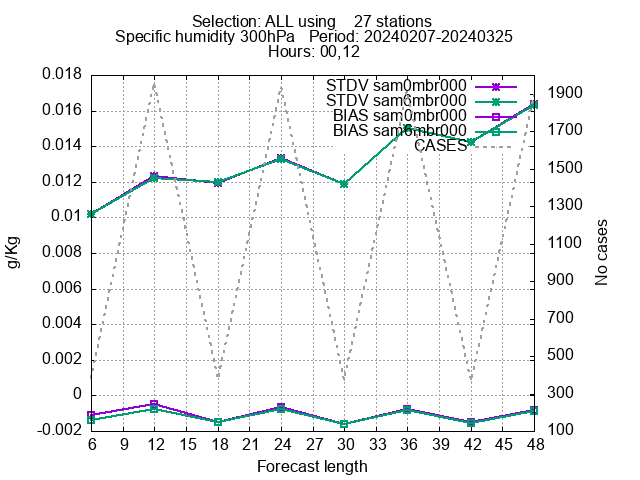 Selection: ALL using    27 stations
Specific humidity 300hPa   Period: 20240207-20240325
Hours: 00,12
STDV sam0mbr000
STDV sam6mbr000
BIAS sam0mbr000
BIAS sam6mbr000
CASES
g/Kg
0.018
0.016
0.014
0.012
0.01
0.008
0.006
0.004
0.002
0
-0.002
No cases
1900
1700
1500
1300
1100
900
700
500
300
100
6 9 12 15 18 21 24 27 30 33 36 39 42 45 48
Forecast length